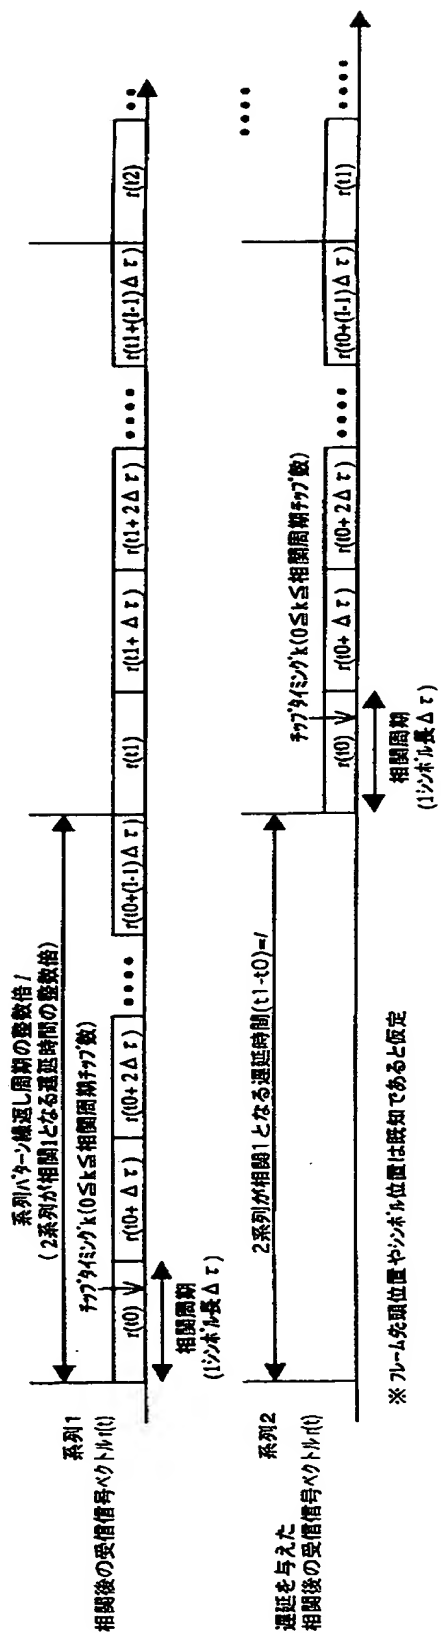 系列1
相関後の受信信号ベクトルr(t)
系列パターン繰返し周期の整数倍 l
(2系列が相関1となる遅延時間の整数倍)
チップタイミングk(0≦k≦相関周期チップ数)
r(t0)
r(t0+ Δτ)
r(t0+2Δτ)
••••
r(t0+(l-1)Δτ)
r(t1)
r(t1+ Δτ)
r(t1+2Δτ)
••••
r(t1+(l-1)Δτ)
r(t2)
••
相関周期
(1シンボル長Δτ)
系列2
遅延を与えた
相関後の受信信号ベクトルr(t)
2系列が相関1となる遅延時間(t1-t0)=l
チップタイミングk(0≦k≦相関周期チップ数)
••••
r(t0)
r(t0+ Δτ)
r(t0+2Δτ)
••••
r(t0+(l-1)Δτ)
r(t1)
••••
相関周期
(1シンボル長Δτ)
※ フレーム先頭位置やシンボル位置は既知であると仮定